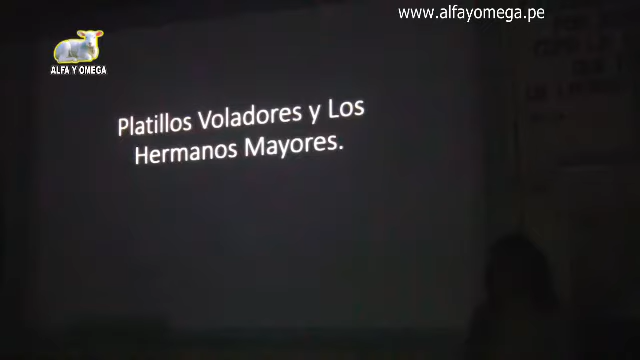 www.alfayomega.pe
ALFA Y OMEGA
Platillos Voladores y Los
Hermanos Mayores.